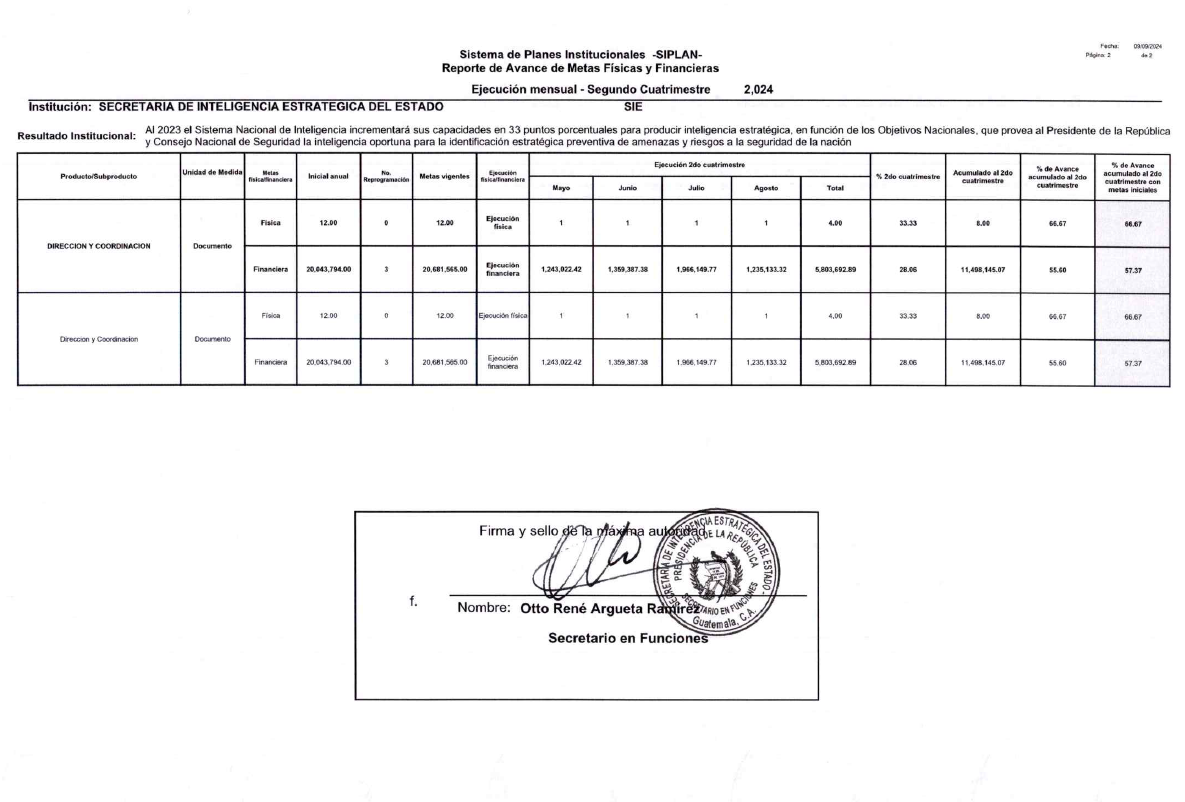 Fecha: 09/09/2024
Página: 2 de 2
Sistema de Planes Institucionales -SIPLAN-
Reporte de Avance de Metas Físicas y Financieras
Ejecución mensual - Segundo Cuatrimestre 2,024
Institución: SECRETARIA DE INTELIGENCIA ESTRATEGICA DEL ESTADO SIE
Resultado Institucional: Al 2023 el Sistema Nacional de Inteligencia incrementará sus capacidades en 33 puntos porcentuales para producir inteligencia estratégica, en función de los Objetivos Nacionales, que provea al Presidente de la República
y Consejo Nacional de Seguridad la inteligencia oportuna para la identificación estratégica preventiva de amenazas y riesgos a la seguridad de la nación
Producto/Subproducto Unidad de Medida Metas física/financiera Inicial anual No. Reprogramación Metas vigentes Ejecución física/financiera Ejecución 2do cuatrimestre % 2do cuatrimestre Acumulado al 2do cuatrimestre % de Avance acumulado al 2do cuatrimestre % de Avance acumulado al 2do cuatrimestre con metas iniciales
Mayo Junio Julio Agosto Total
DIRECCION Y COORDINACION Documento
Física 12.00 0 12.00 Ejecución física 1 1 1 1 4.00 33.33 8.00 66.67 66.67
Financiera 20,043,794.00 3 20,681,565.00 Ejecución financiera 1,243,022.42 1,359,387.38 1,966,149.77 1,235,133.32 5,803,692.89 28.06 11,498,145.07 55.60 57.37
Direccion y Coordinacion Documento
Física 12.00 0 12.00 Ejecución física 1 1 1 1 4.00 33.33 8.00 66.67 66.67
Financiera 20,043,794.00 3 20,681,565.00 Ejecución financiera 1,243,022.42 1,359,387.38 1,966,149.77 1,235,133.32 5,803,692.89 28.06 11,498,145.07 55.60 57.37
Firma y sello de la máxima autoridad
SECRETARIA DE INTELIGENCIA ESTRATEGICA DEL ESTADO -
PRESIDENCIA DE LA REPÚBLICA
SECRETARIO EN FUNCIONES
Guatemala, C.A.
f.
Nombre: Otto René Argueta Ramírez
Secretario en Funciones